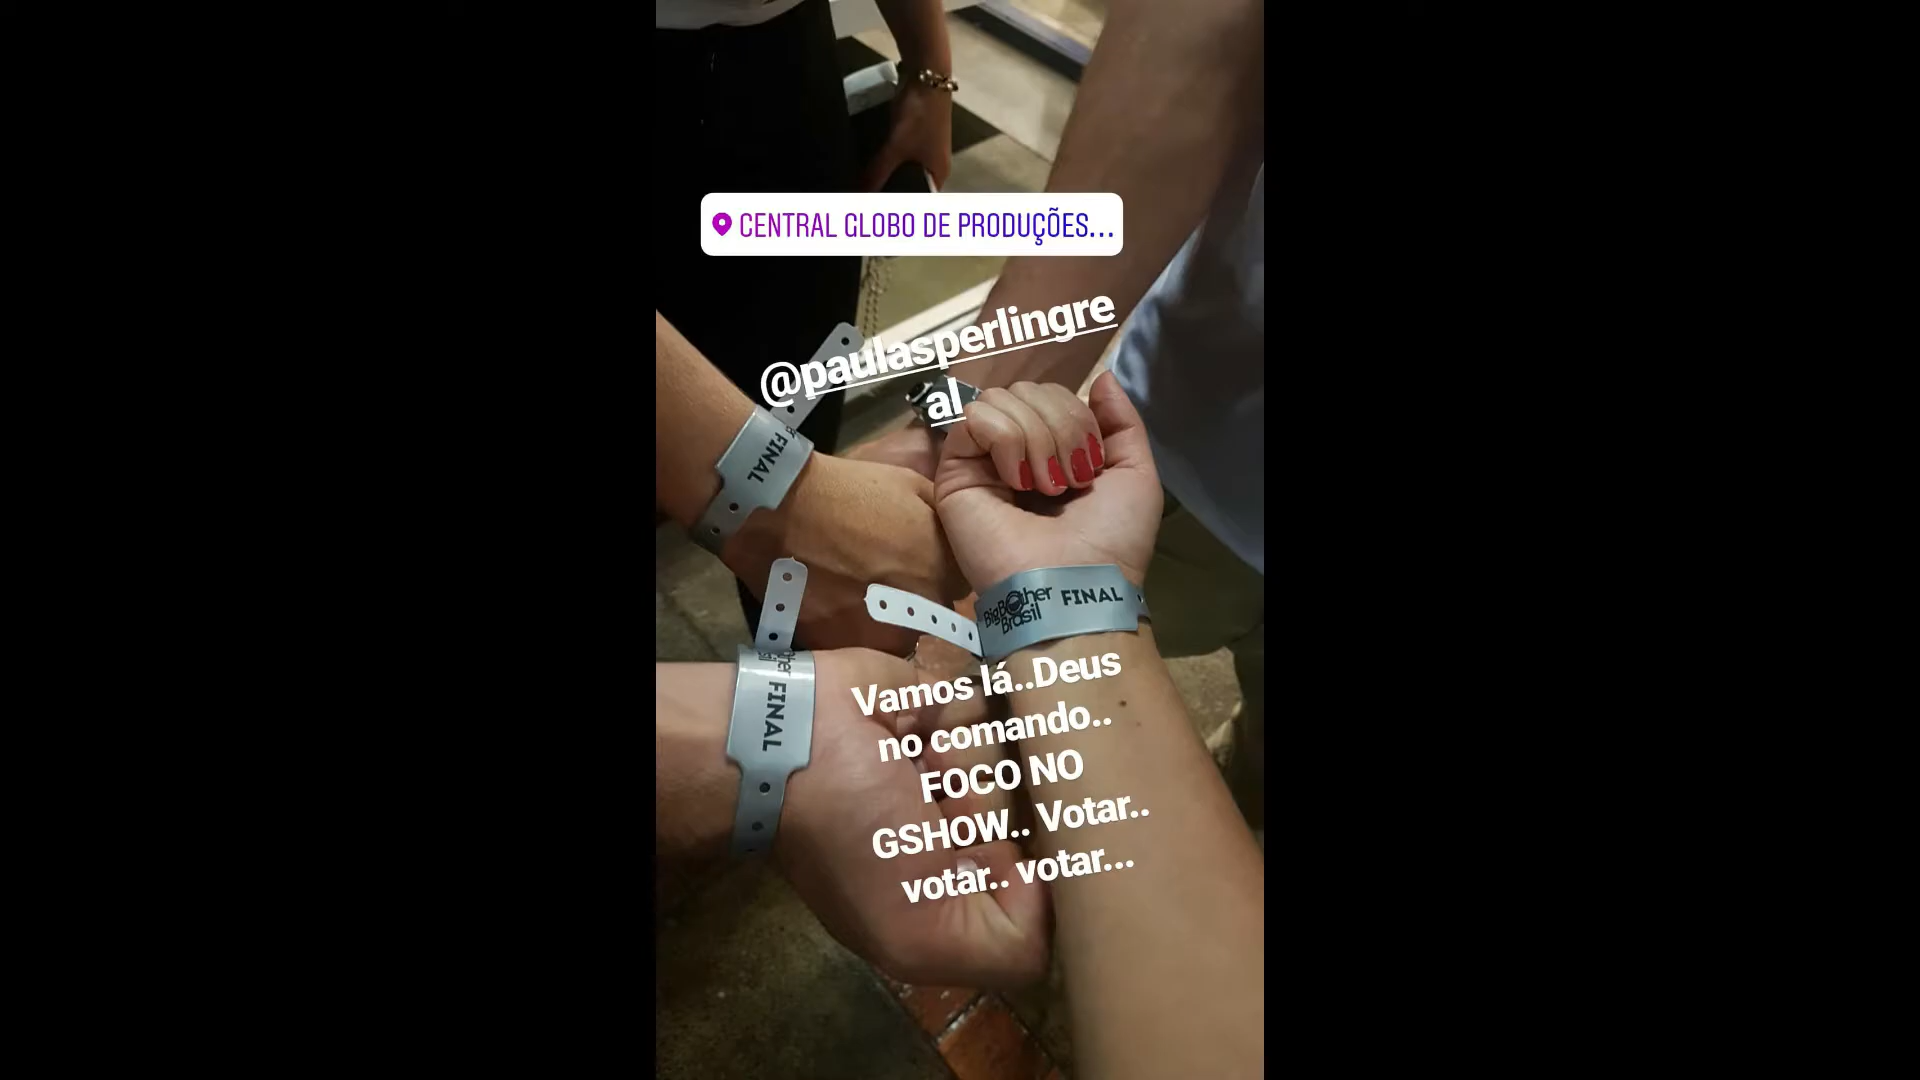 CENTRAL GLOBO DE PRODUÇÕES...
@paulasperlingre
al
FINAL
Big Brother
Brasil
FINAL
FINAL
Vamos lá..Deus
no comando..
FOCO NO
GSHOW.. Votar..
votar.. votar...